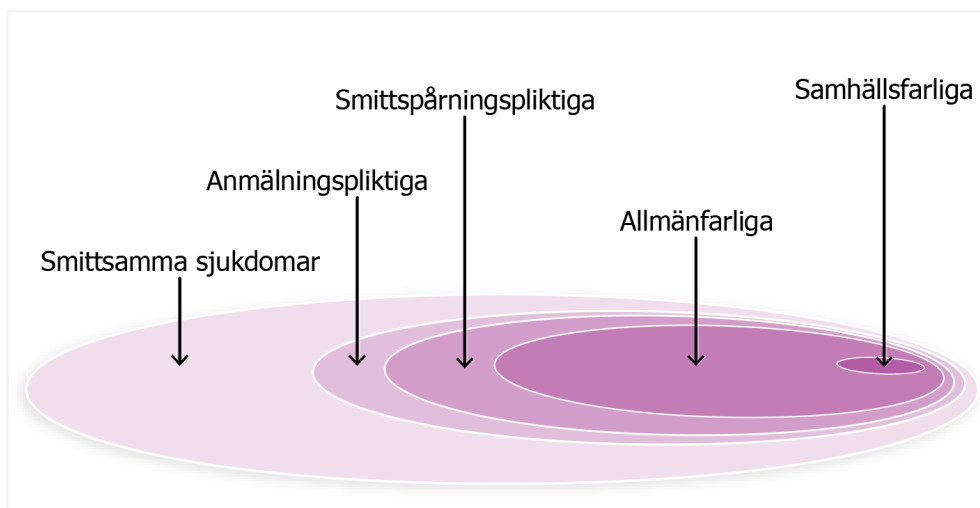 Samhällsfarliga
Smittspårningspliktiga
Anmälningspliktiga
Allmänfarliga
Smittsamma sjukdomar